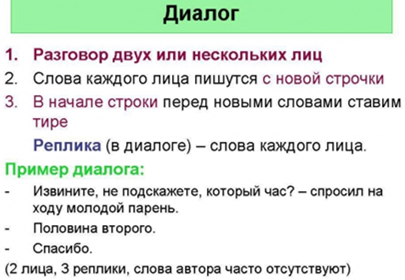 Диалог
1. Разговор двух или нескольких лиц
2. Слова каждого лица пишутся с новой строчки
3. В начале строки перед новыми словами ставим
тире
Реплика (в диалоге) – слова каждого лица.
Пример диалога:
- Извините, не подскажете, который час? – спросил на
ходу молодой парень.
- Половина второго.
- Спасибо.
(2 лица, 3 реплики, слова автора часто отсутствуют)